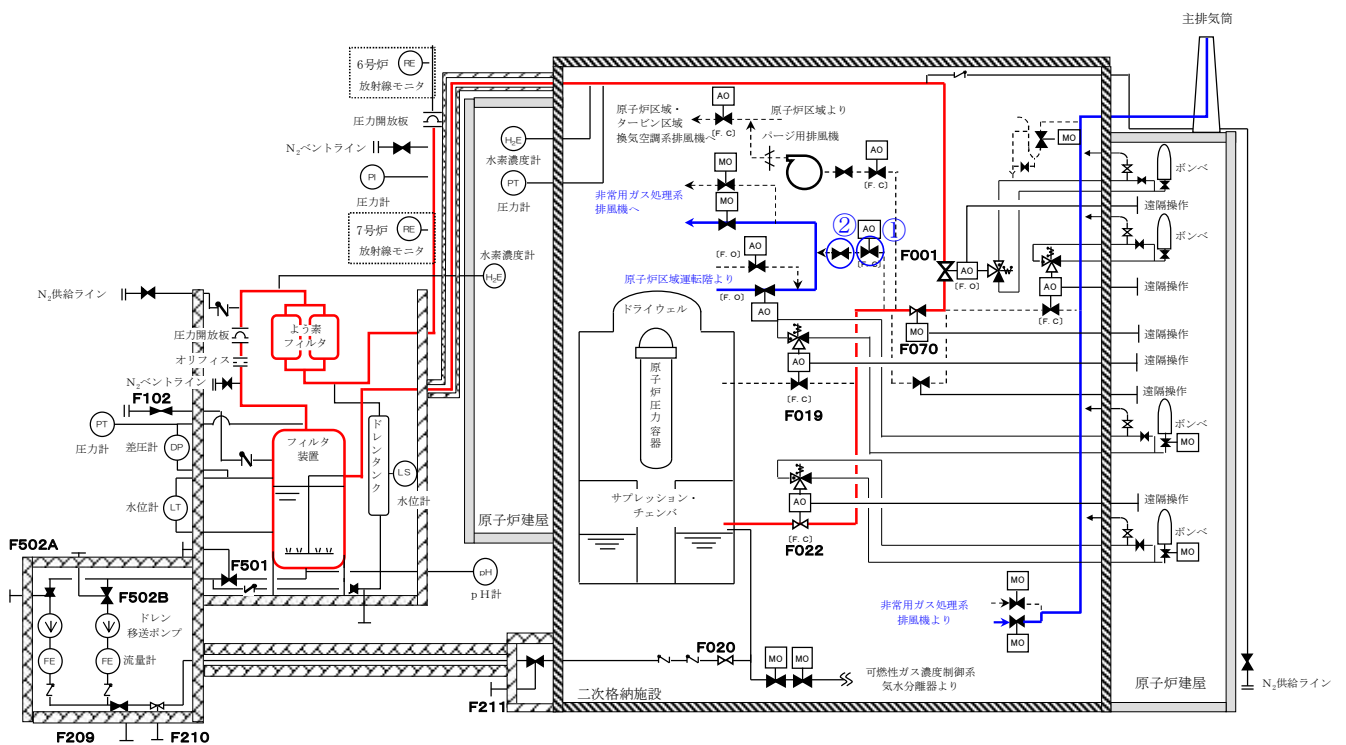 主排気筒
6号炉
RE
放射線モニタ
圧力開放板
N₂ベントライン
PI
圧力計
7号炉
RE
放射線モニタ
H₂E
水素濃度計
PT
圧力計
水素濃度計
H₂E
原子炉区域・
タービン区域
換気空調系排風機へ
AO
[F. C]
原子炉区域より
パージ用排風機
AO
[F. C]
MO
非常用ガス処理系
排風機へ
MO
②
AO
①
[F. C]
AO
[F. O]
原子炉区域運転階より
[F. O]
AO
F001
AO
[F. O]
AO
[F. C]
MO
F070
MO
ボンベ
遠隔操作
ボンベ
遠隔操作
遠隔操作
遠隔操作
遠隔操作
遠隔操作
ボンベ
MO
遠隔操作
ボンベ
MO
ドライウェル
原子炉圧力容器
サプレッション・
チェンバ
AO
[F. C]
F019
AO
[F. C]
F022
N₂供給ライン
圧力開放板
オリフィス
N₂ベントライン
よう素
フィルタ
F102
PT
圧力計
差圧計
DP
水位計
LT
フィルタ
装置
ドレンタンク
LS
水位計
原子炉建屋
pH
pH計
F501
F502A
F502B
ドレン
移送ポンプ
FE
FE
流量計
F209
F210
F211
F020
MO
MO
可燃性ガス濃度制御系
気水分離器より
二次格納施設
非常用ガス処理系
排風機より
MO
MO
原子炉建屋
N₂供給ライン